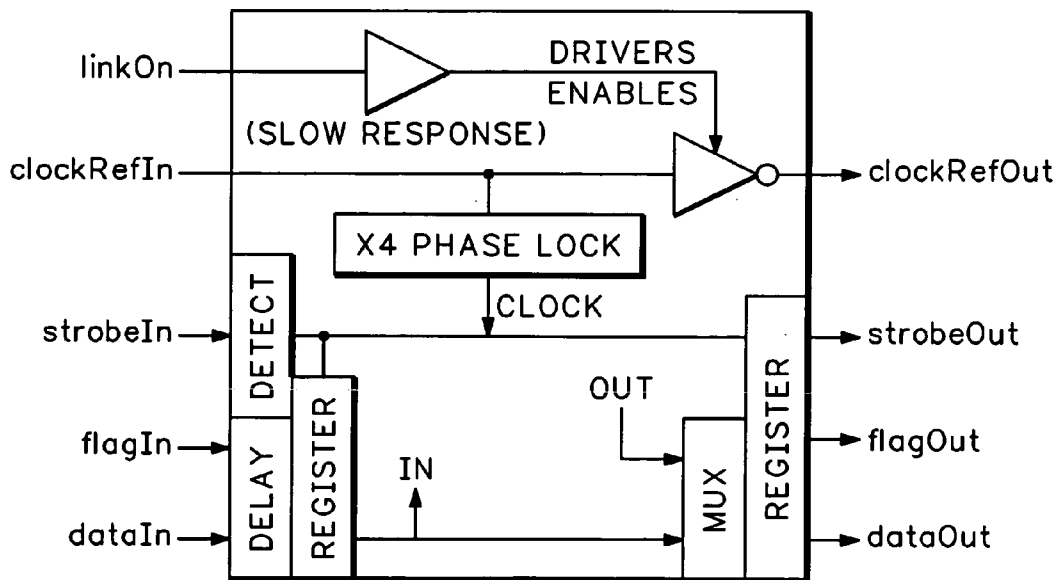 linkOn
DRIVERS
ENABLES
(SLOW RESPONSE)
clockRefIn
clockRefOut
X4 PHASE LOCK
CLOCK
DETECT
strobeIn
strobeOut
OUT
REGISTER
REGISTER
flagIn
flagOut
IN
DELAY
MUX
dataIn
dataOut